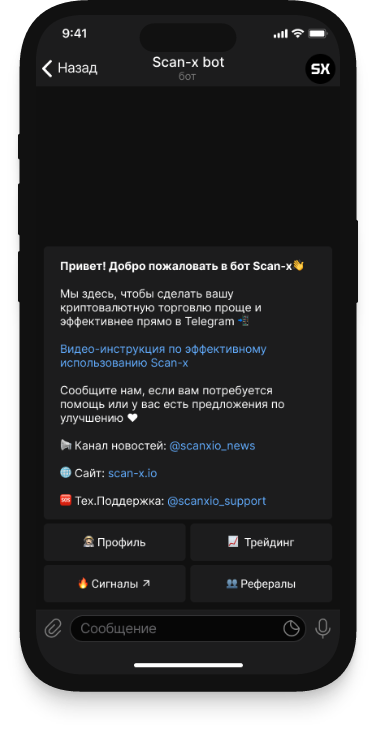 9:41
Назад
Scan-x bot
бот
SX
Привет! Добро пожаловать в бот Scan-x👋
Мы здесь, чтобы сделать вашу
криптовалютную торговлю проще и
эффективнее прямо в Telegram 📲
Видео-инструкция по эффективному
использованию Scan-x
Сообщите нам, если вам потребуется
помощь или у вас есть предложения по
улучшению 🤍
Канал новостей: @scanxio_news
🌐 Сайт: scan-x.io
🆘 Тех.Поддержка: @scanxio_support
Профиль
📈 Трейдинг
🔥 Сигналы ↗
👥 Рефералы
Сообщение